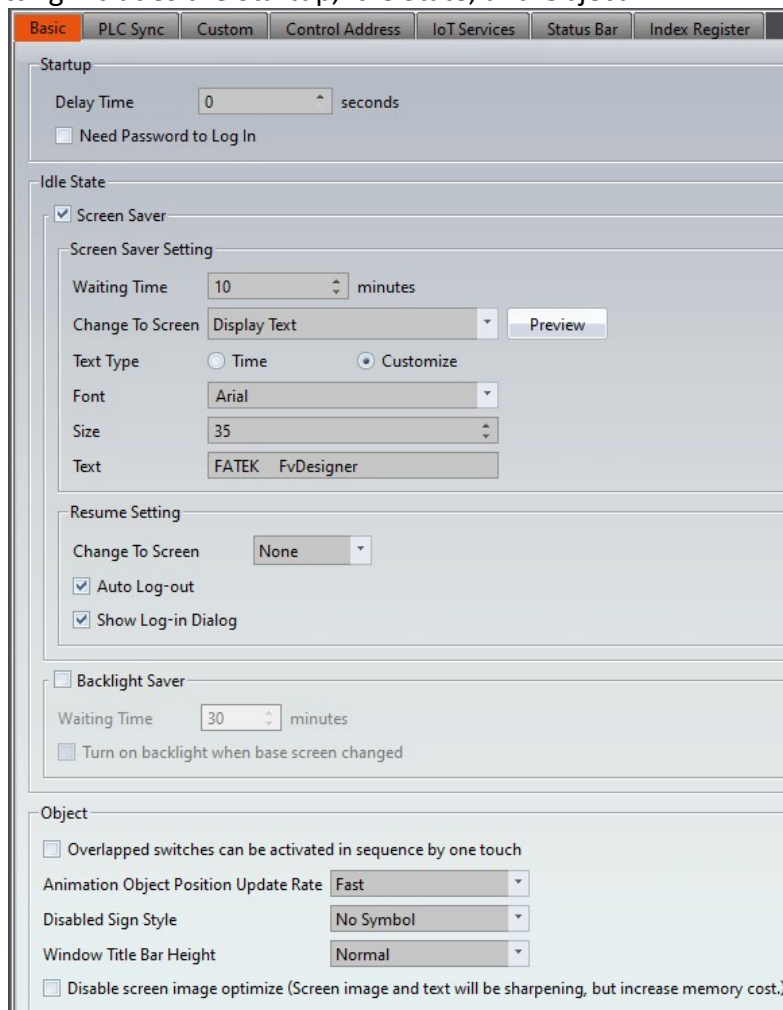 Basic PLC Sync Custom Control Address IoT Services Status Bar Index Register
Startup
Delay Time 0 seconds
Need Password to Log In
Idle State
Screen Saver
Screen Saver Setting
Waiting Time 10 minutes
Change To Screen Display Text Preview
Text Type Time Customize
Font Arial
Size 35
Text FATEK FvDesigner
Resume Setting
Change To Screen None
Auto Log-out
Show Log-in Dialog
Backlight Saver
Waiting Time 30 minutes
Turn on backlight when base screen changed
Object
Overlapped switches can be activated in sequence by one touch
Animation Object Position Update Rate Fast
Disabled Sign Style No Symbol
Window Title Bar Height Normal
Disable screen image optimize (Screen image and text will be sharpening, but increase memory cost.)